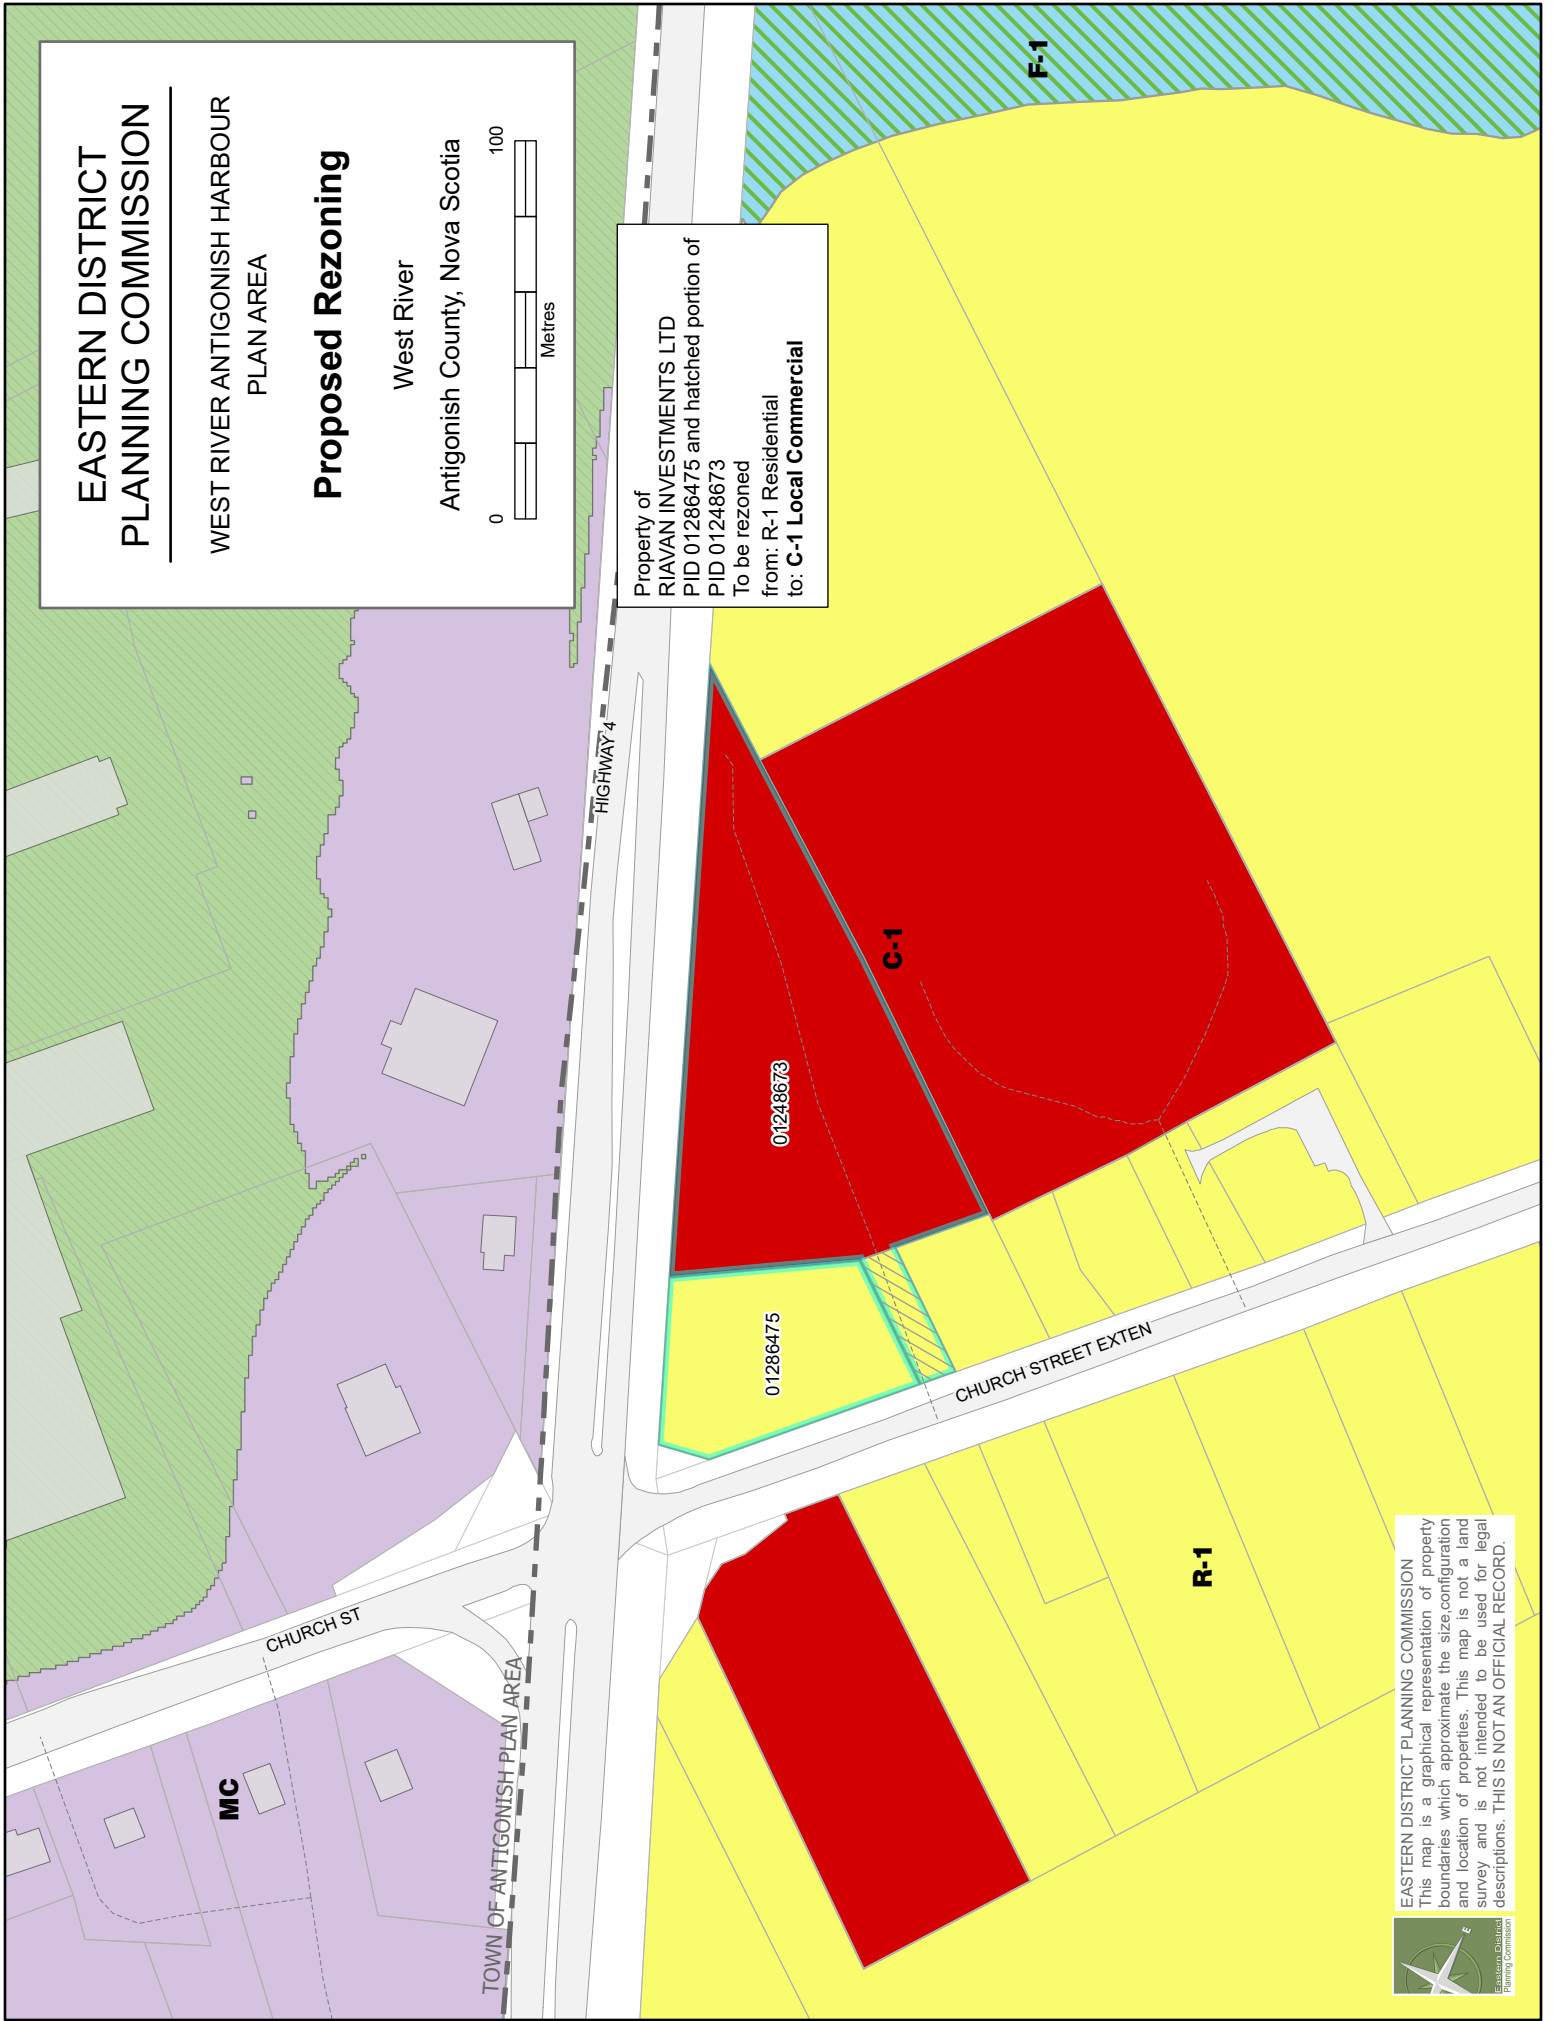 EASTERN DISTRICT
PLANNING COMMISSION
WEST RIVER ANTIGONISH HARBOUR
PLAN AREA
Proposed Rezoning
West River
Antigonish County, Nova Scotia
0 100
Metres
Property of
RIAVAN INVESTMENTS LTD
PID 01286475 and hatched portion of
PID 01248673
To be rezoned
from: R-1 Residential
to: C-1 Local Commercial
F-1
HIGHWAY 4
C-1
01248673
01286475
CHURCH STREET EXTEN
CHURCH ST
MC
TOWN OF ANTIGONISH PLAN AREA
R-1
EASTERN DISTRICT PLANNING COMMISSION
This map is a graphical representation of property
boundaries which approximate the size,configuration
and location of properties. This map is not a land
survey and is not intended to be used for legal
descriptions. THIS IS NOT AN OFFICIAL RECORD.
E
Eastern District
Planning Commission